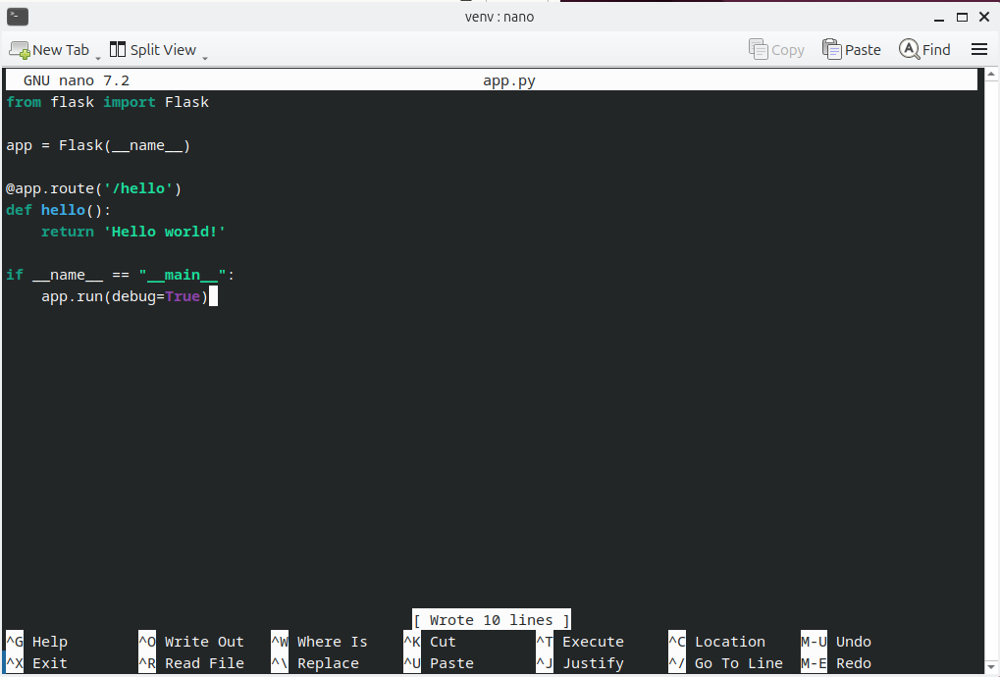 venv : nano
New Tab Split View Copy Paste Find
GNU nano 7.2 app.py
from flask import Flask
app = Flask(__name__)
@app.route('/hello')
def hello():
    return 'Hello world!'
if __name__ == "__main__":
    app.run(debug=True)
[ Wrote 10 lines ]
^G Help ^O Write Out ^W Where Is ^K Cut ^T Execute ^C Location M-U Undo
^X Exit ^R Read File ^\ Replace ^U Paste ^J Justify ^/ Go To Line M-E Redo